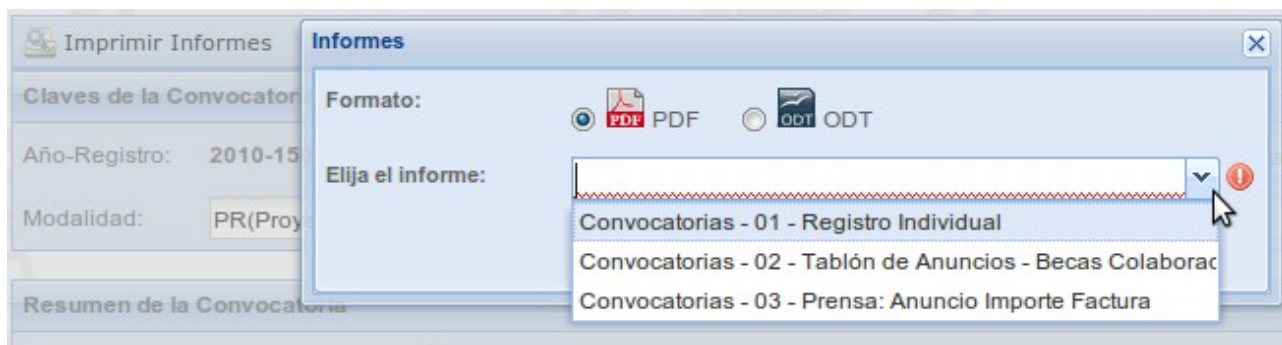 Imprimir Informes
Informes
Claves de la Convocator
Formato:
PDF PDF
ODT ODT
Año-Registro: 2010-15
Elija el informe:
Modalidad: PR(Proy
Convocatorias - 01 - Registro Individual
Convocatorias - 02 - Tablón de Anuncios - Becas Colaborac
Convocatorias - 03 - Prensa: Anuncio Importe Factura
Resumen de la Convocatoria